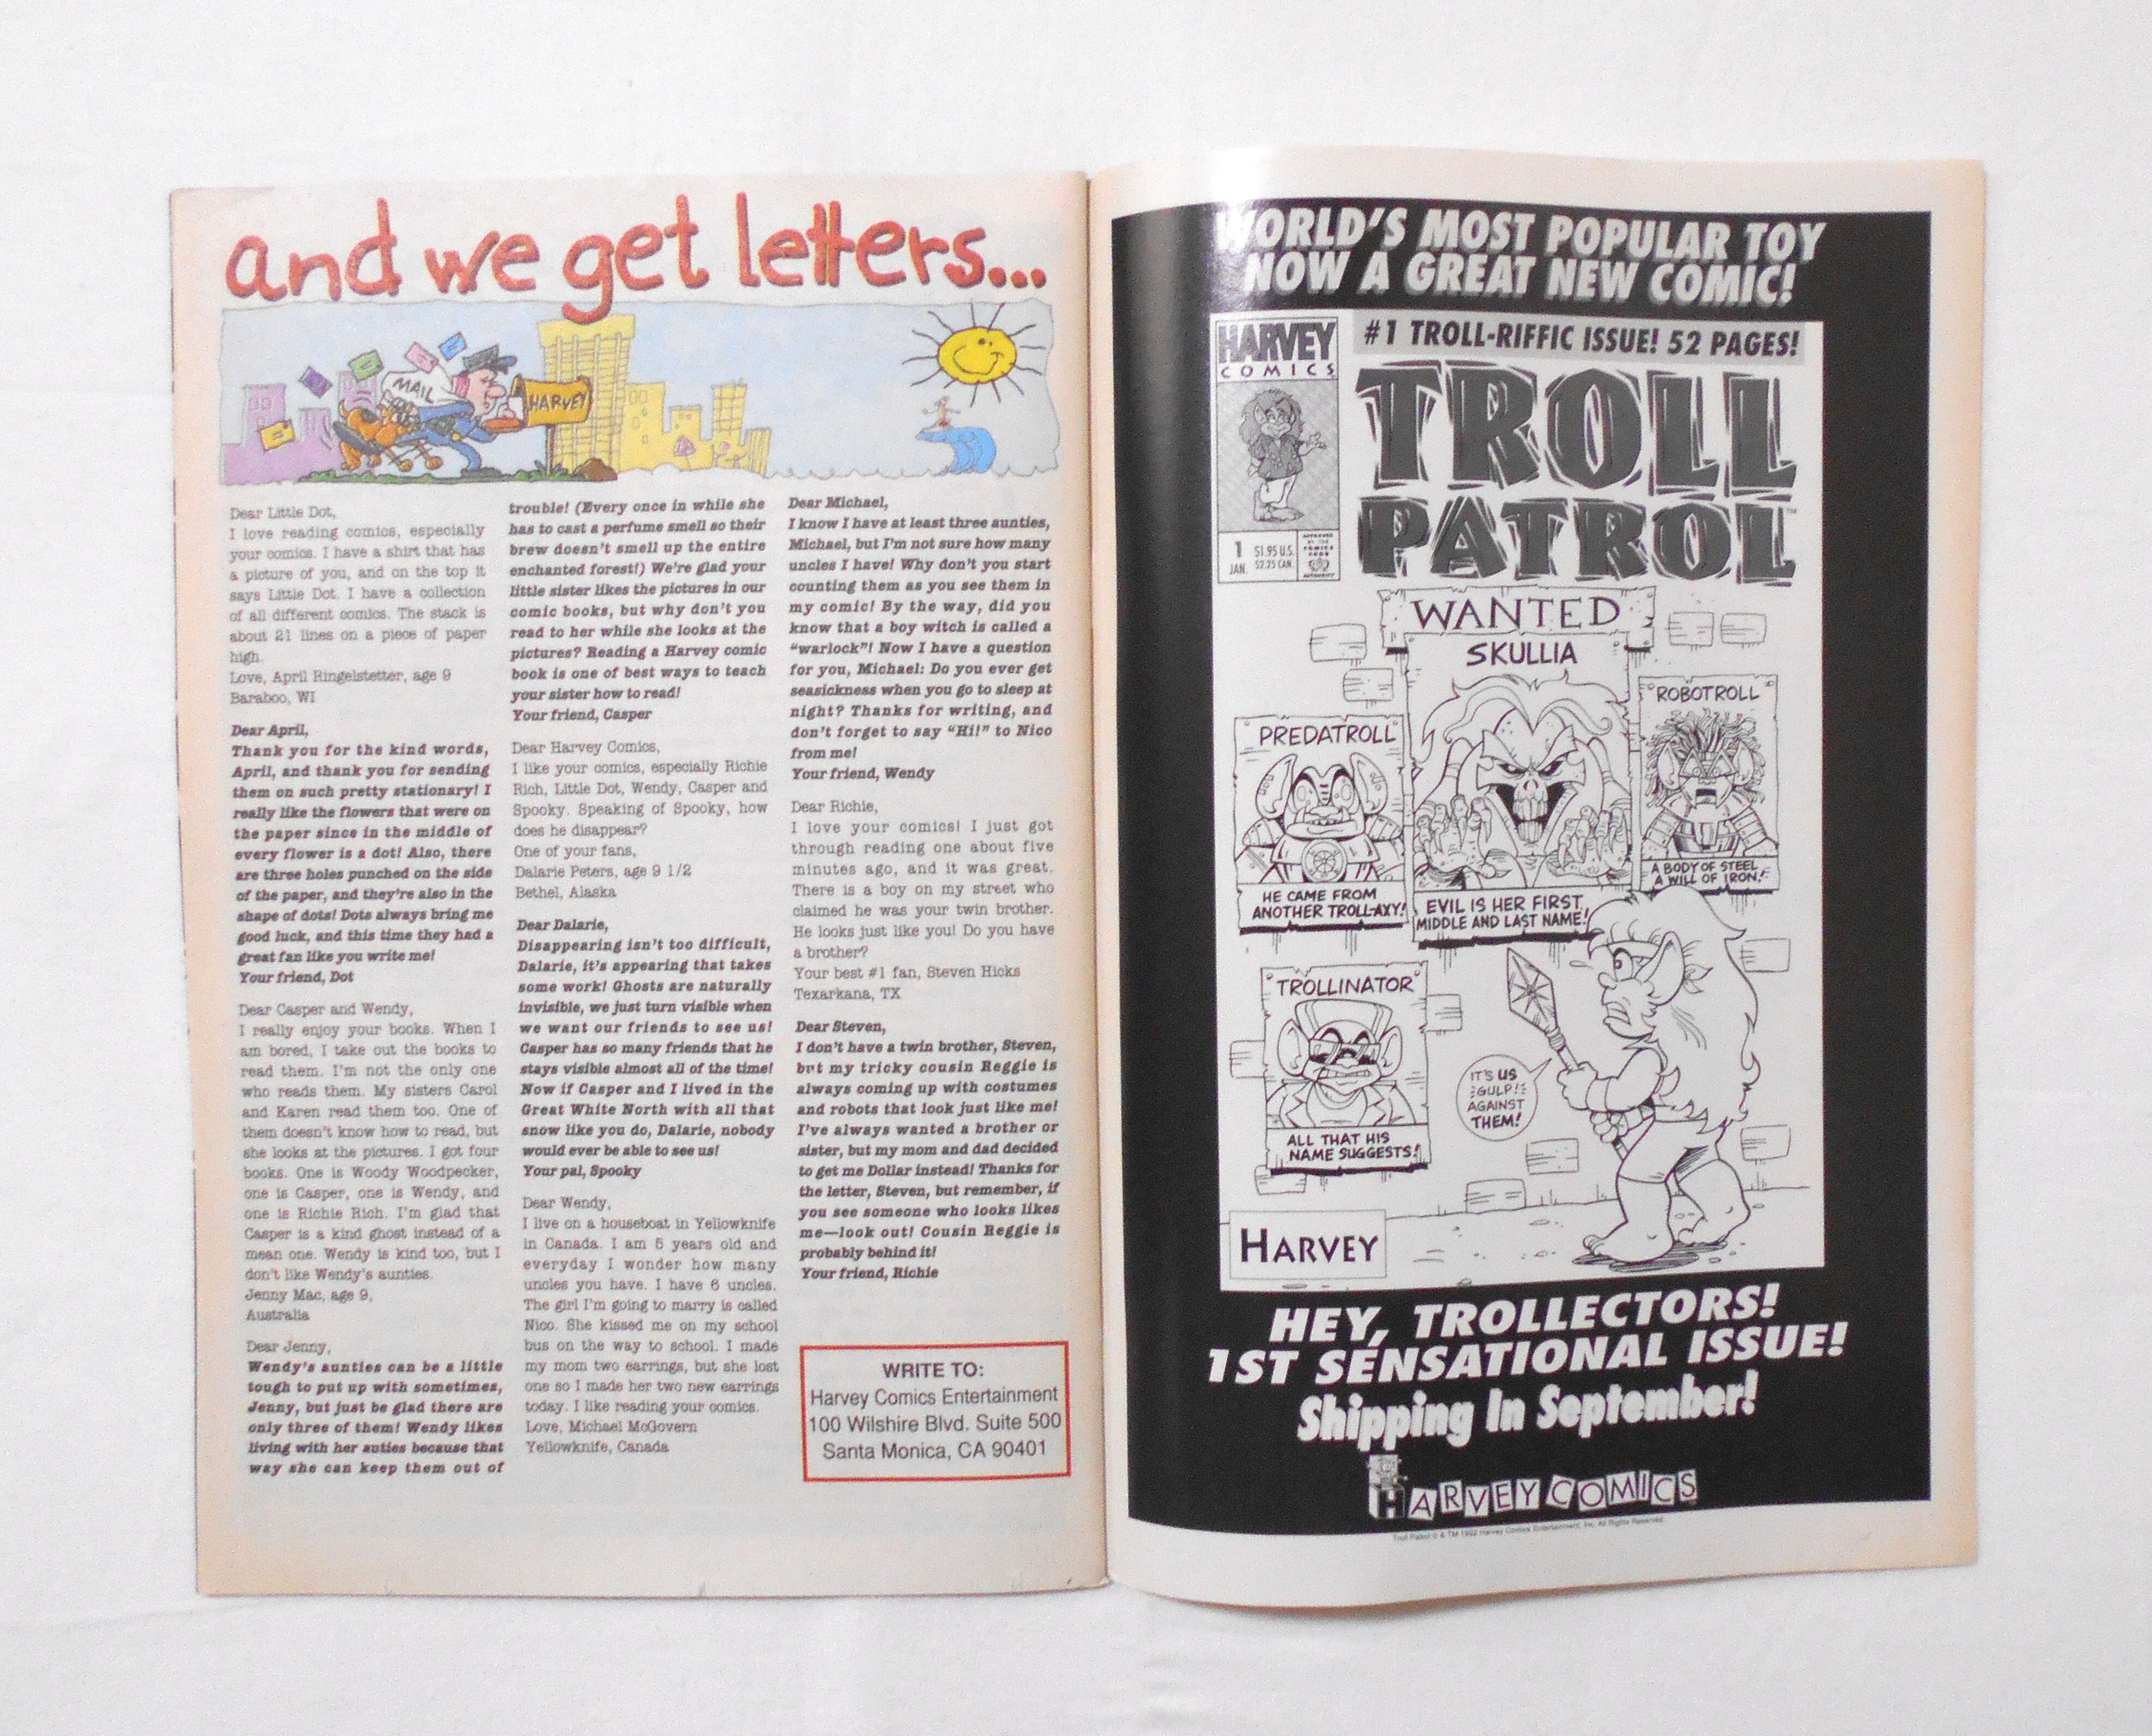 and we get letters...
MAIL
HARVEY
Dear Little Dot,
I love reading comics, especially
your comics. I have a shirt that has
a picture of you, and on the top it
says Little Dot. I have a collection
of all different comics. The stack is
about 21 lines on a piece of paper
high.
Love, April Ringelstetter, age 9
Baraboo, WI
Dear April,
Thank you for the kind words,
April, and thank you for sending
them on such pretty stationary! I
really like the flowers that were on
the paper since in the middle of
every flower is a dot! Also, there
are three holes punched on the side
of the paper, and they're also in the
shape of dots! Dots always bring me
good luck, and this time they had a
great fan like you write me!
Your friend, Dot
Dear Casper and Wendy,
I really enjoy your books. When I
am bored, I take out the books to
read them. I'm not the only one
who reads them. My sisters Carol
and Karen read them too. One of
them doesn't know how to read, but
she looks at the pictures. I got four
books. One is Woody Woodpecker,
one is Casper, one is Wendy, and
one is Richie Rich. I'm glad that
Casper is a kind ghost instead of a
mean one. Wendy is kind too, but I
don't like Wendy's aunties.
Jenny Mac, age 9,
Australia
Dear Jenny,
Wendy's aunties can be a little
tough to put up with sometimes,
Jenny, but just be glad there are
only three of them! Wendy likes
living with her auties because that
way she can keep them out of
trouble! (Every once in while she
has to cast a perfume smell so their
brew doesn't smell up the entire
enchanted forest!) We're glad your
little sister likes the pictures in our
comic books, but why don't you
read to her while she looks at the
pictures? Reading a Harvey comic
book is one of best ways to teach
your sister how to read!
Your friend, Casper
Dear Harvey Comics,
I like your comics, especially Richie
Rich, Little Dot, Wendy, Casper and
Spooky. Speaking of Spooky, how
does he disappear?
One of your fans,
Dalarie Peters, age 9 1/2
Bethel, Alaska
Dear Dalarie,
Disappearing isn't too difficult,
Dalarie, it's appearing that takes
some work! Ghosts are naturally
invisible, we just turn visible when
we want our friends to see us!
Casper has so many friends that he
stays visible almost all of the time!
Now if Casper and I lived in the
Great White North with all that
snow like you do, Dalarie, nobody
would ever be able to see us!
Your pal, Spooky
Dear Wendy,
I live on a houseboat in Yellowknife
in Canada. I am 5 years old and
everyday I wonder how many
uncles you have. I have 6 uncles.
The girl I'm going to marry is called
Nico. She kissed me on my school
bus on the way to school. I made
my mom two earrings, but she lost
one so I made her two new earrings
today. I like reading your comics.
Love, Michael McGovern
Yellowknife, Canada
Dear Michael,
I know I have at least three aunties,
Michael, but I'm not sure how many
uncles I have! Why don't you start
counting them as you see them in
my comic! By the way, did you
know that a boy witch is called a
"warlock"! Now I have a question
for you, Michael: Do you ever get
seasickness when you go to sleep at
night? Thanks for writing, and
don't forget to say "Hi!" to Nico
from me!
Your friend, Wendy
Dear Richie,
I love your comics! I just got
through reading one about five
minutes ago, and it was great.
There is a boy on my street who
claimed he was your twin brother.
He looks just like you! Do you have
a brother?
Your best #1 fan, Steven Hicks
Texarkana, TX
Dear Steven,
I don't have a twin brother, Steven,
but my tricky cousin Reggie is
always coming up with costumes
and robots that look just like me!
I've always wanted a brother or
sister, but my mom and dad decided
to get me Dollar instead! Thanks for
the letter, Steven, but remember, if
you see someone who looks likes
me—look out! Cousin Reggie is
probably behind it!
Your friend, Richie
WRITE TO:
Harvey Comics Entertainment
100 Wilshire Blvd. Suite 500
Santa Monica, CA 90401
WORLD'S MOST POPULAR TOY
NOW A GREAT NEW COMIC!
HARVEY
COMICS
#1 TROLL-RIFFIC ISSUE! 52 PAGES!
TROLL
PATROL™
1
JAN.
$1.95 U.S.
$2.25 CAN.
APPROVED
BY THE
COMICS
CODE
AUTHORITY
WANTED
SKULLIA
EVIL IS HER FIRST,
MIDDLE AND LAST NAME!
PREDATROLL
HE CAME FROM
ANOTHER TROLL-AXY!
ROBOTROLL
A BODY OF STEEL,
A WILL OF IRON!
TROLLINATOR
ALL THAT HIS
NAME SUGGESTS!
IT'S US
GULP!
AGAINST
THEM!
HARVEY
HEY, TROLLECTORS!
1ST SENSATIONAL ISSUE!
Shipping In September!
HARVEY COMICS
Troll Patrol © & TM 1992 Harvey Comics Entertainment, Inc. All Rights Reserved.